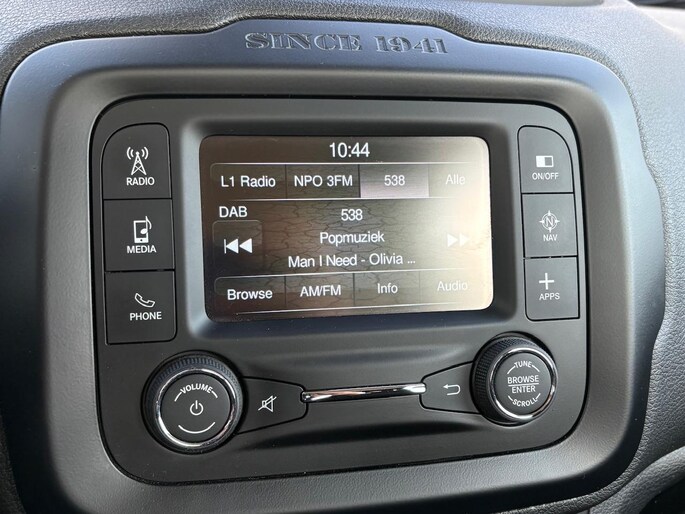 SINCE 1941
10:44
L1 Radio NPO 3FM 538 Alle
DAB 538
Popmuziek
Man I Need - Olivia ...
Browse AM/FM Info Audio
RADIO
MEDIA
PHONE
ON/OFF
N
NAV
APPS
VOLUME
TUNE
BROWSE
ENTER
SCROLL